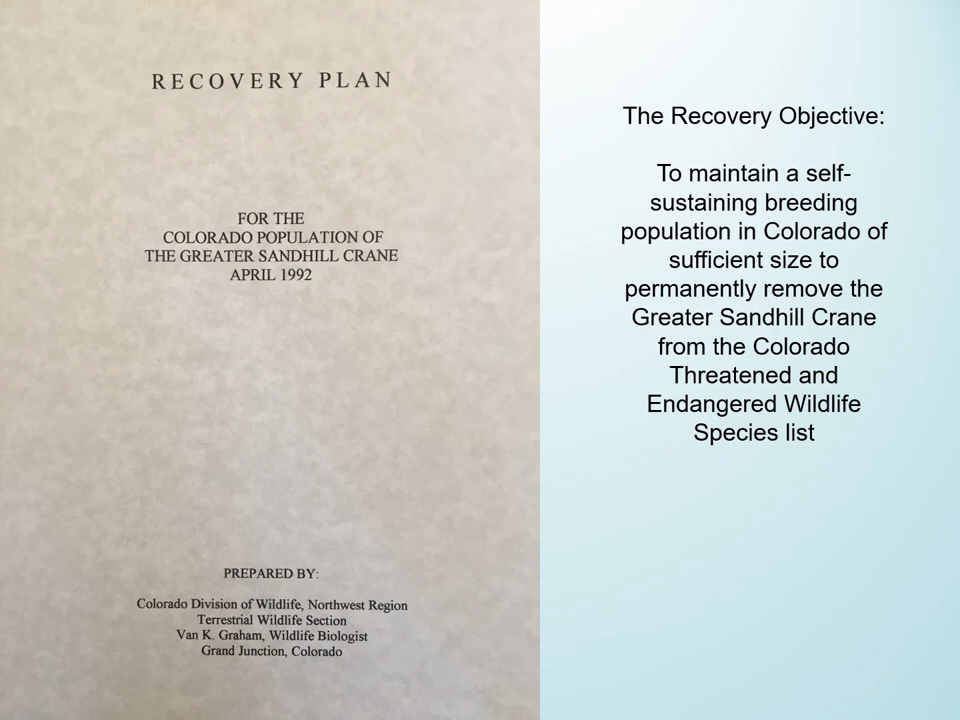 RECOVERY PLAN
FOR THE
COLORADO POPULATION OF
THE GREATER SANDHILL CRANE
APRIL 1992
PREPARED BY:
Colorado Division of Wildlife, Northwest Region
Terrestrial Wildlife Section
Van K. Graham, Wildlife Biologist
Grand Junction, Colorado
The Recovery Objective:
To maintain a self-
sustaining breeding
population in Colorado of
sufficient size to
permanently remove the
Greater Sandhill Crane
from the Colorado
Threatened and
Endangered Wildlife
Species list